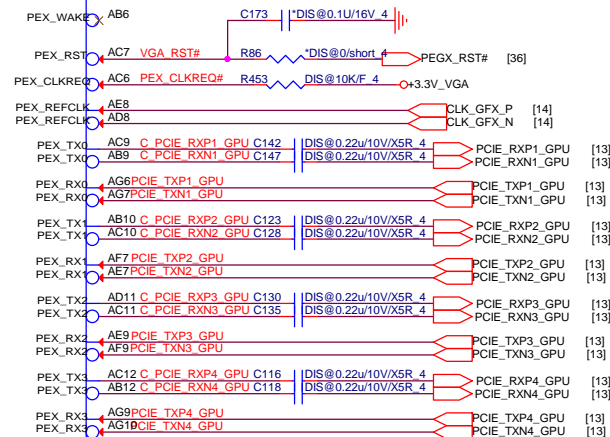 PEX_WAKE AB6 C173 *DIS@0.1U/16V_4
PEX_RST AC7 VGA_RST# R86 *DIS@0/short_4 PEGX_RST# [36]
PEX_CLKREQ AC6 PEX_CLKREQ# R453 DIS@10K/F_4 +3.3V_VGA
PEX_REFCLK AE8 CLK_GFX_P [14]
PEX_REFCLK AD8 CLK_GFX_N [14]
PEX_TX0 AC9 C_PCIE_RXP1_GPU C142 DIS@0.22u/10V/X5R_4 PCIE_RXP1_GPU [13]
PEX_TX0 AB9 C_PCIE_RXN1_GPU C147 DIS@0.22u/10V/X5R_4 PCIE_RXN1_GPU [13]
PEX_RX0 AG6 PCIE_TXP1_GPU PCIE_TXP1_GPU [13]
PEX_RX0 AG7 PCIE_TXN1_GPU PCIE_TXN1_GPU [13]
PEX_TX1 AB10 C_PCIE_RXP2_GPU C123 DIS@0.22u/10V/X5R_4 PCIE_RXP2_GPU [13]
PEX_TX1 AC10 C_PCIE_RXN2_GPU C128 DIS@0.22u/10V/X5R_4 PCIE_RXN2_GPU [13]
PEX_RX1 AF7 PCIE_TXP2_GPU PCIE_TXP2_GPU [13]
PEX_RX1 AE7 PCIE_TXN2_GPU PCIE_TXN2_GPU [13]
PEX_TX2 AD11 C_PCIE_RXP3_GPU C130 DIS@0.22u/10V/X5R_4 PCIE_RXP3_GPU [13]
PEX_TX2 AC11 C_PCIE_RXN3_GPU C135 DIS@0.22u/10V/X5R_4 PCIE_RXN3_GPU [13]
PEX_RX2 AE9 PCIE_TXP3_GPU PCIE_TXP3_GPU [13]
PEX_RX2 AF9 PCIE_TXN3_GPU PCIE_TXN3_GPU [13]
PEX_TX3 AC12 C_PCIE_RXP4_GPU C116 DIS@0.22u/10V/X5R_4 PCIE_RXP4_GPU [13]
PEX_TX3 AB12 C_PCIE_RXN4_GPU C118 DIS@0.22u/10V/X5R_4 PCIE_RXN4_GPU [13]
PEX_RX3 AG9 PCIE_TXP4_GPU PCIE_TXP4_GPU [13]
PEX_RX3 AG10 PCIE_TXN4_GPU PCIE_TXN4_GPU [13]